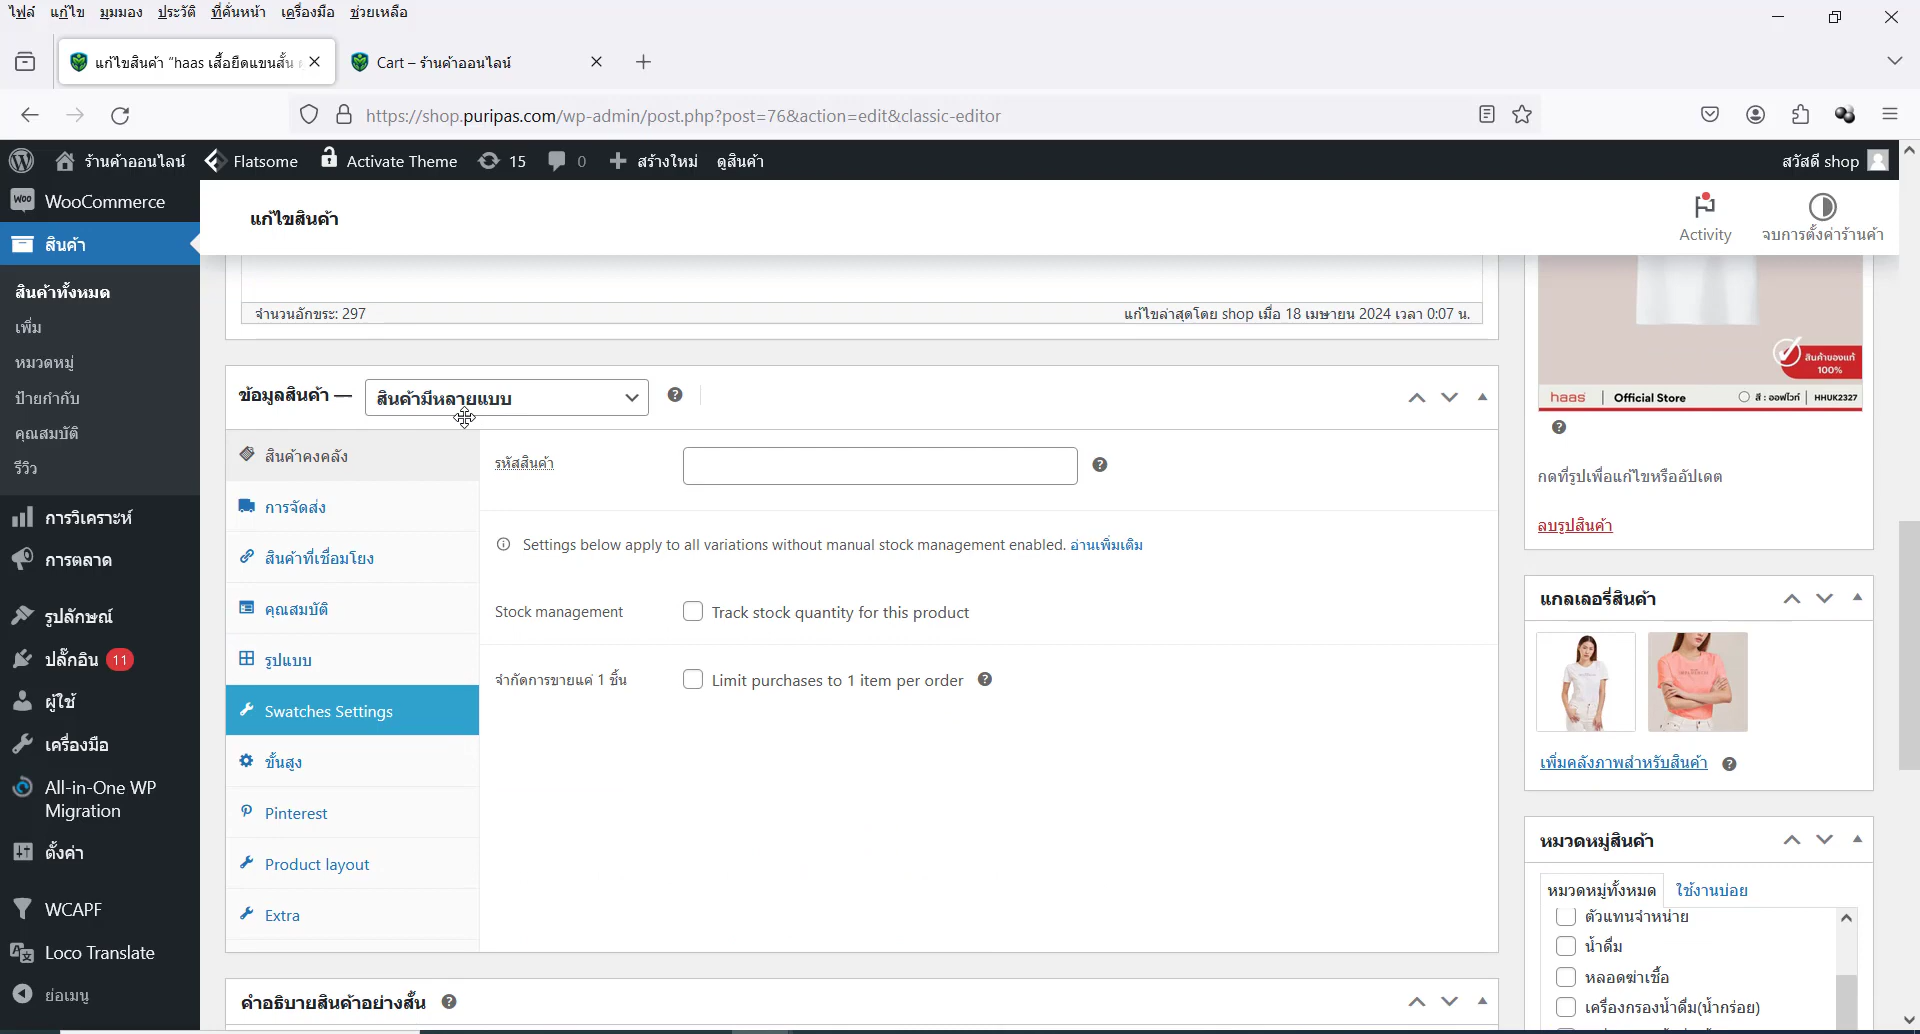 ไฟล์ แก้ไข มุมมอง ประวัติ ที่คั่นหน้า เครื่องมือ ช่วยเหลือ
แก้ไขสินค้า "haas เสื้อยืดแขนสั้น
Cart – ร้านค้าออนไลน์
https://shop.puripas.com/wp-admin/post.php?post=76&action=edit&classic-editor
ร้านค้าออนไลน์ Flatsome Activate Theme 15 0 สร้างใหม่ ดูสินค้า
สวัสดี shop
WooCommerce
สินค้า
สินค้าทั้งหมด
เพิ่ม
หมวดหมู่
ป้ายกำกับ
คุณสมบัติ
รีวิว
การวิเคราะห์
การตลาด
รูปลักษณ์
ปลั๊กอิน 11
ผู้ใช้
เครื่องมือ
All-in-One WP
Migration
ตั้งค่า
WCAPF
Loco Translate
ย่อเมนู
แก้ไขสินค้า
Activity
จบการตั้งค่าร้านค้า
จำนวนอักขระ: 297
แก้ไขล่าสุดโดย shop เมื่อ 18 เมษายน 2024 เวลา 0:07 น.
ข้อมูลสินค้า — สินค้ามีหลายแบบ
สินค้าคงคลัง
การจัดส่ง
สินค้าที่เชื่อมโยง
คุณสมบัติ
รูปแบบ
Swatches Settings
ขั้นสูง
Pinterest
Product layout
Extra
รหัสสินค้า
Settings below apply to all variations without manual stock management enabled. อ่านเพิ่มเติม
Stock management Track stock quantity for this product
จำกัดการขายแค่ 1 ชิ้น Limit purchases to 1 item per order
คำอธิบายสินค้าอย่างสั้น
สินค้าของแท้
100%
haas Official Store สี : ออฟไวท์ HHUK2327
กดที่รูปเพื่อแก้ไขหรืออัปเดต
ลบรูปสินค้า
แกลเลอรี่สินค้า
เพิ่มคลังภาพสำหรับสินค้า
หมวดหมู่สินค้า
หมวดหมู่ทั้งหมด ใช้งานบ่อย
ตัวแทนจำหน่าย
น้ำดื่ม
หลอดฆ่าเชื้อ
เครื่องกรองน้ำดื่ม(น้ำกร่อย)